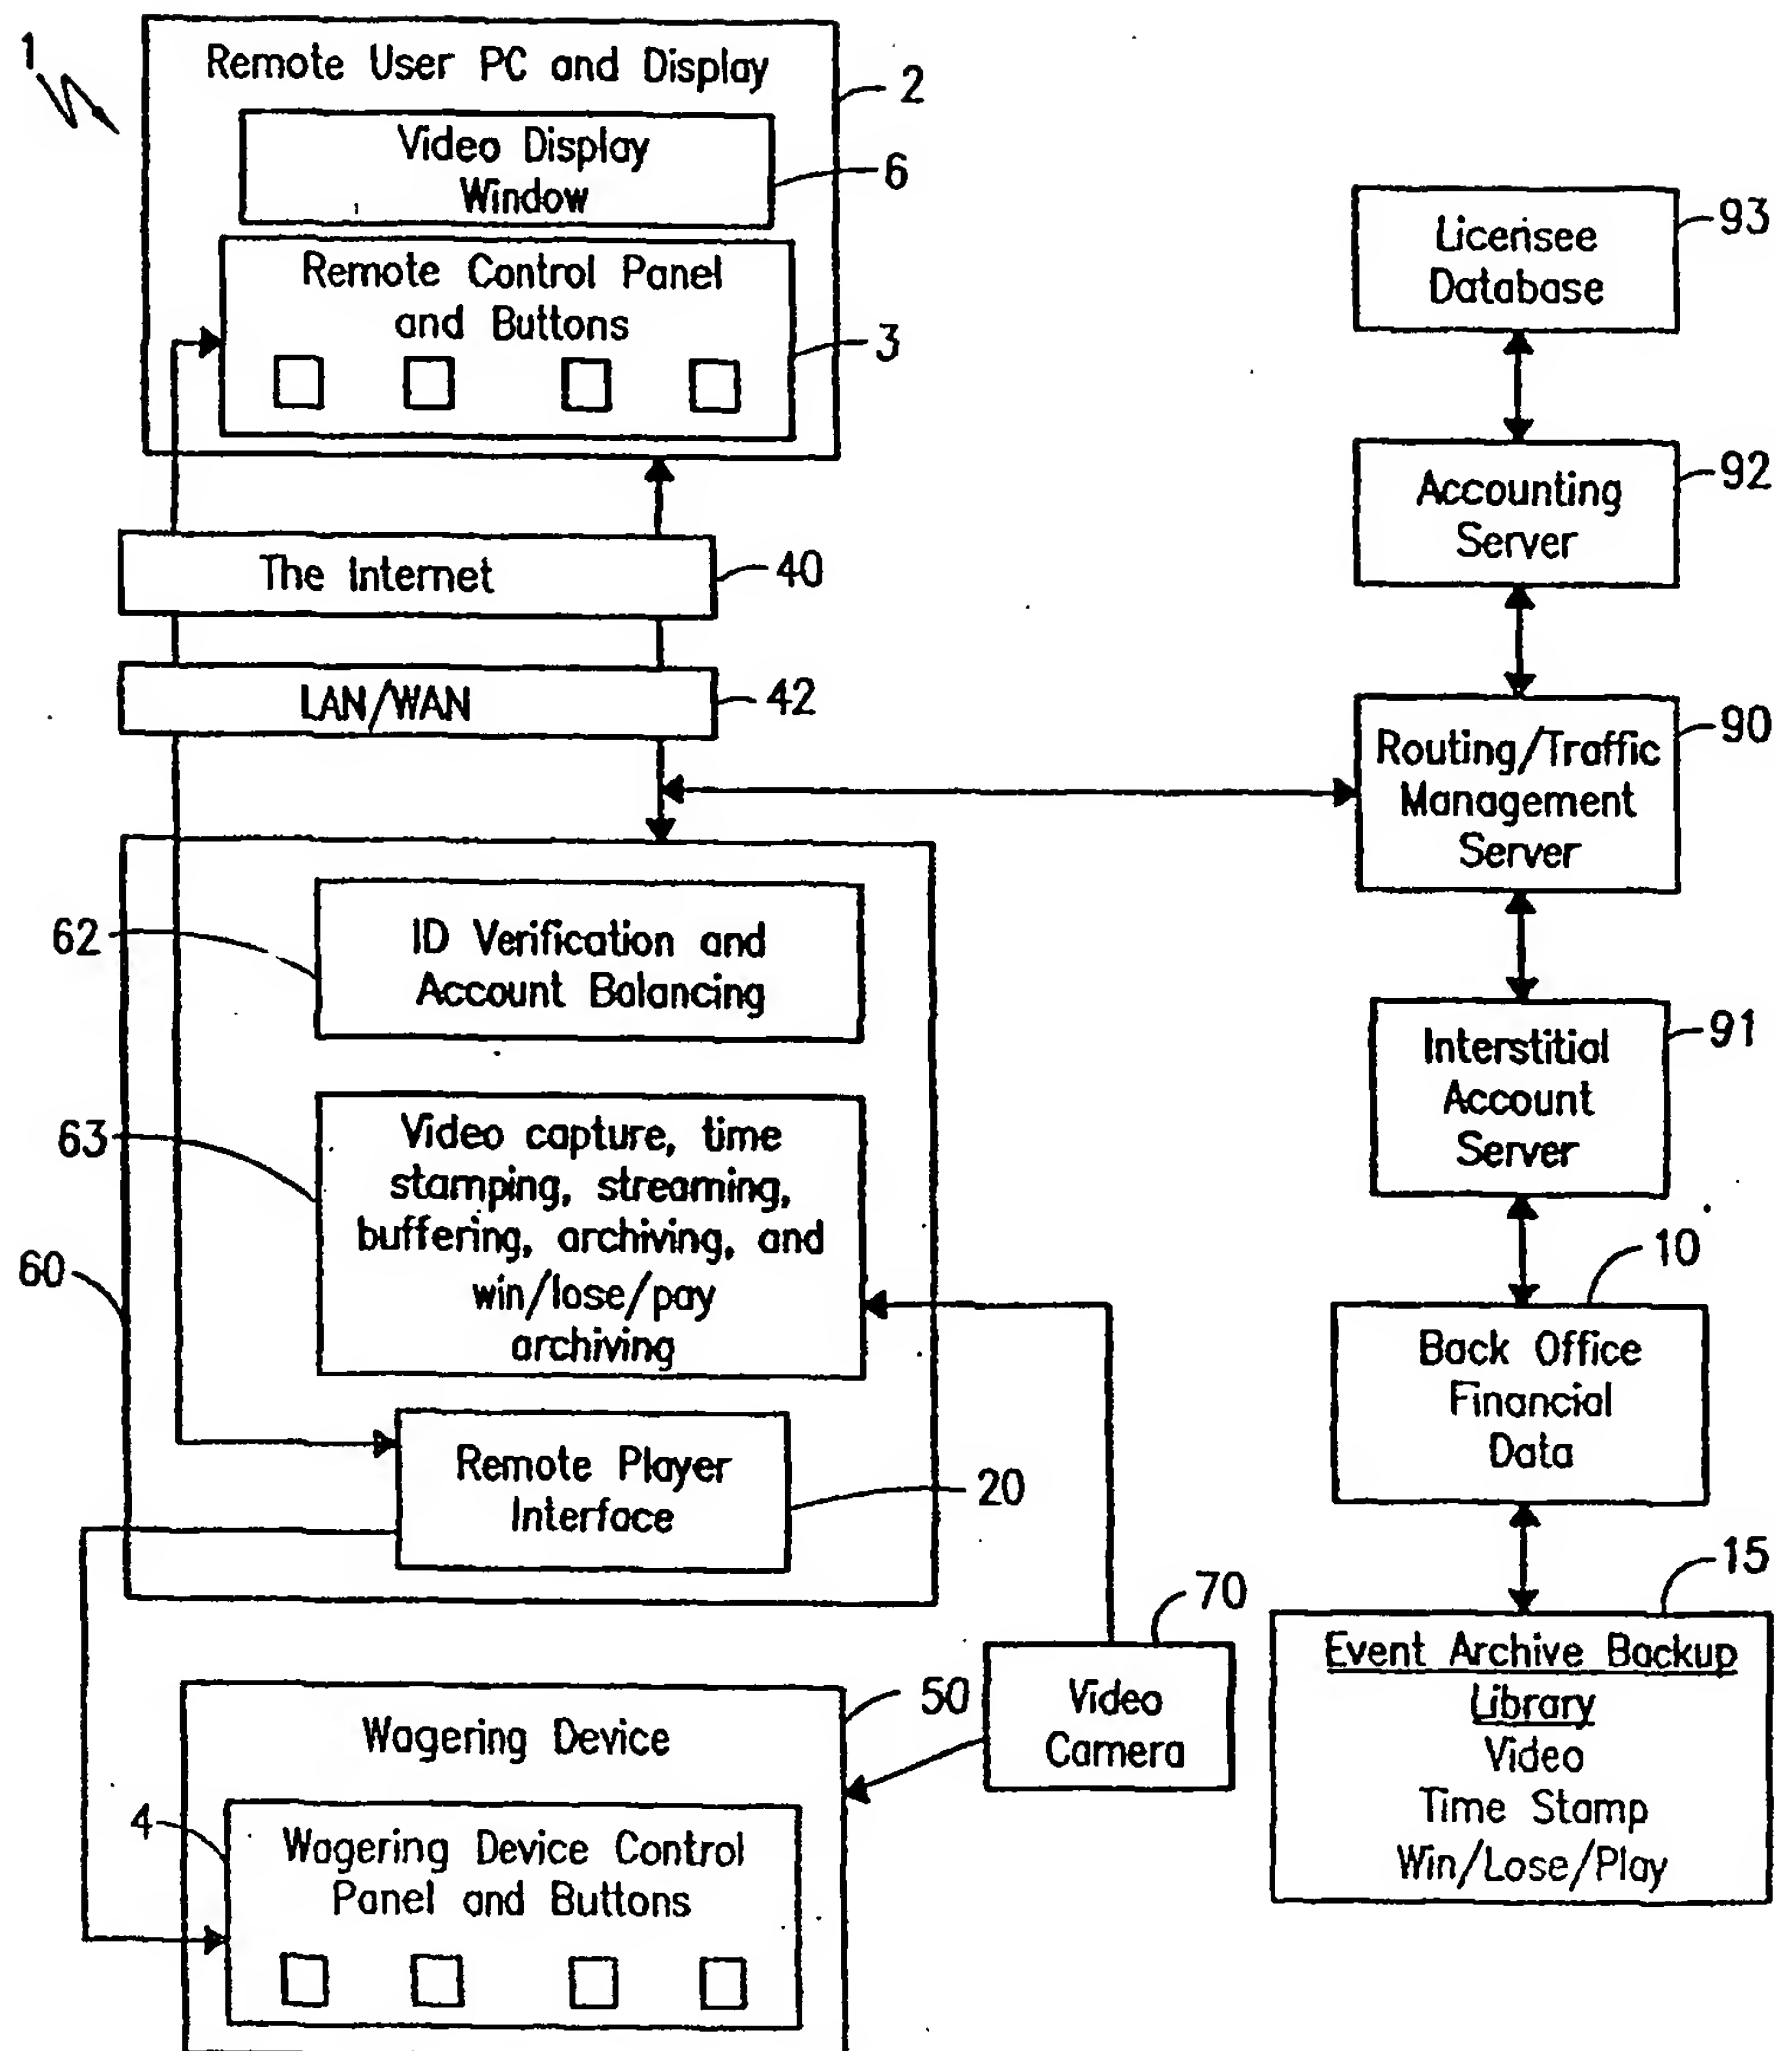 1
Remote User PC and Display
2
Video Display
Window
6
Remote Control Panel
and Buttons
3
The Internet
40
LAN/WAN
42
62
ID Verification and
Account Balancing
63
Video capture, time
stamping, streaming,
buffering, archiving, and
win/lose/pay
archiving
60
Remote Player
Interface
20
70
Video
Camera
50
Wagering Device
4
Wagering Device Control
Panel and Buttons
93
Licensee
Database
92
Accounting
Server
90
Routing/Traffic
Management
Server
91
Interstitial
Account
Server
10
Back Office
Financial
Data
15
Event Archive Backup
Library
Video
Time Stamp
Win/Lose/Play